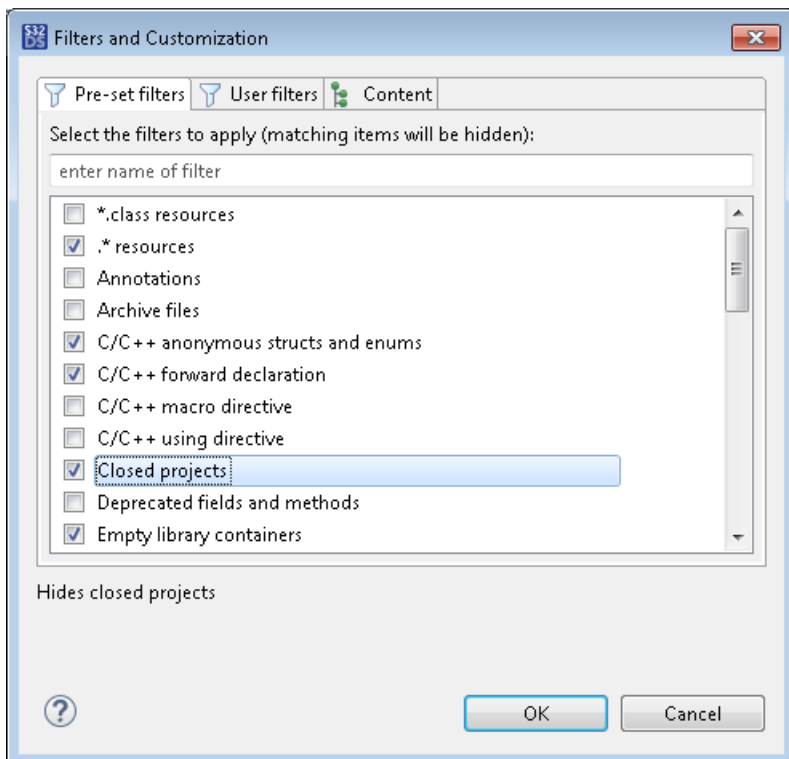 S32
DS
Filters and Customization
Pre-set filters
User filters
Content
Select the filters to apply (matching items will be hidden):
enter name of filter
*.class resources
.* resources
Annotations
Archive files
C/C++ anonymous structs and enums
C/C++ forward declaration
C/C++ macro directive
C/C++ using directive
Closed projects
Deprecated fields and methods
Empty library containers
Hides closed projects
?
OK
Cancel